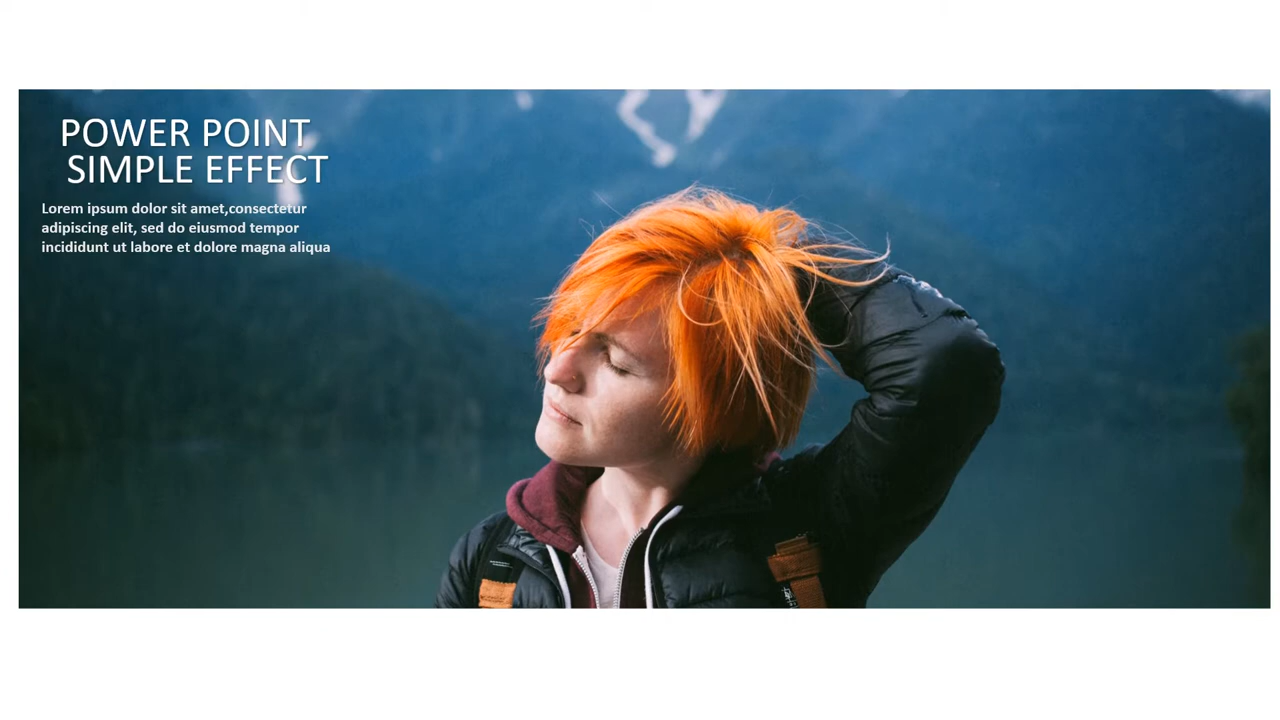 POWER POINT
SIMPLE EFFECT
Lorem ipsum dolor sit amet,consectetur
adipiscing elit, sed do eiusmod tempor
incididunt ut labore et dolore magna aliqua